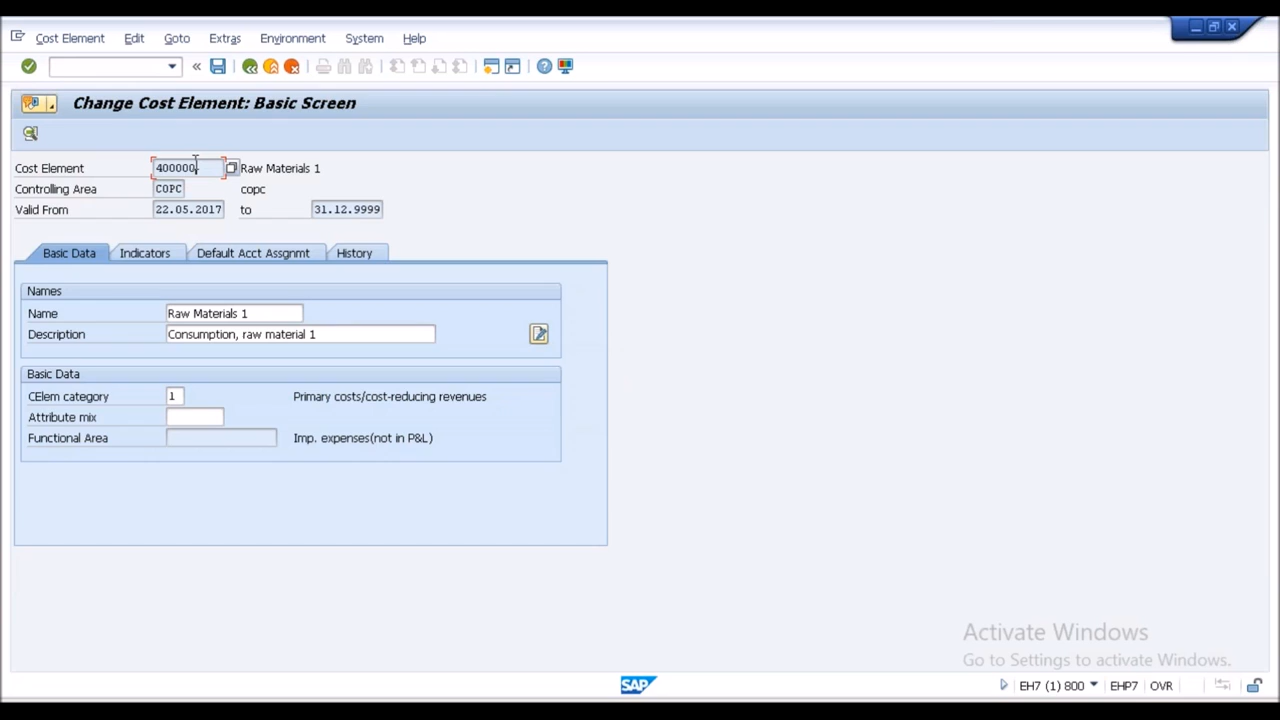 Cost Element Edit Goto Extras Environment System Help
Change Cost Element: Basic Screen
Cost Element 400000 Raw Materials 1
Controlling Area COPC copc
Valid From 22.05.2017 to 31.12.9999
Basic Data Indicators Default Acct Assgnmt History
Names
Name Raw Materials 1
Description Consumption, raw material 1
Basic Data
CElem category 1 Primary costs/cost-reducing revenues
Attribute mix
Functional Area Imp. expenses(not in P&L)
Activate Windows
Go to Settings to activate Windows.
SAP EH7 (1) 800 EHP7 OVR